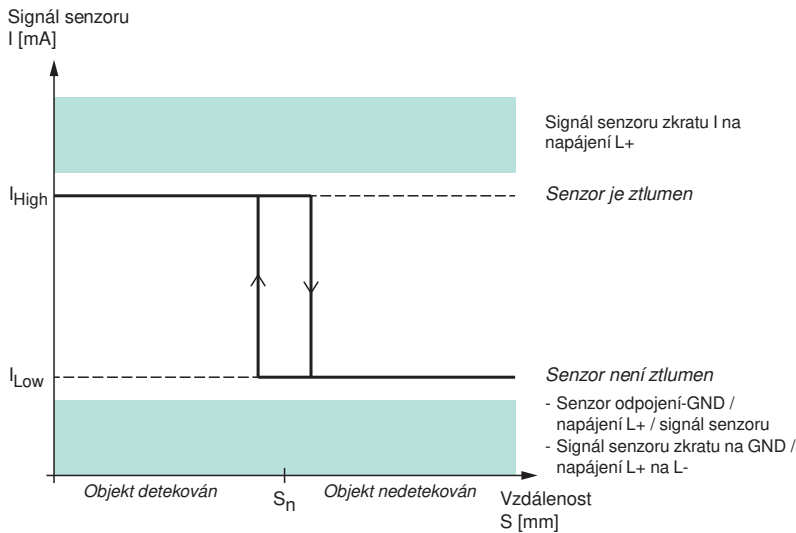 Signál senzoru
I [mA]
Signál senzoru zkratu I na
napájení L+
IHigh
Senzor je ztlumen
ILow
Senzor není ztlumen
- Senzor odpojení-GND /
napájení L+ / signál senzoru
- Signál senzoru zkratu na GND /
napájení L+ na L-
Objekt detekován
Sn
Objekt nedetekován
Vzdálenost
S [mm]